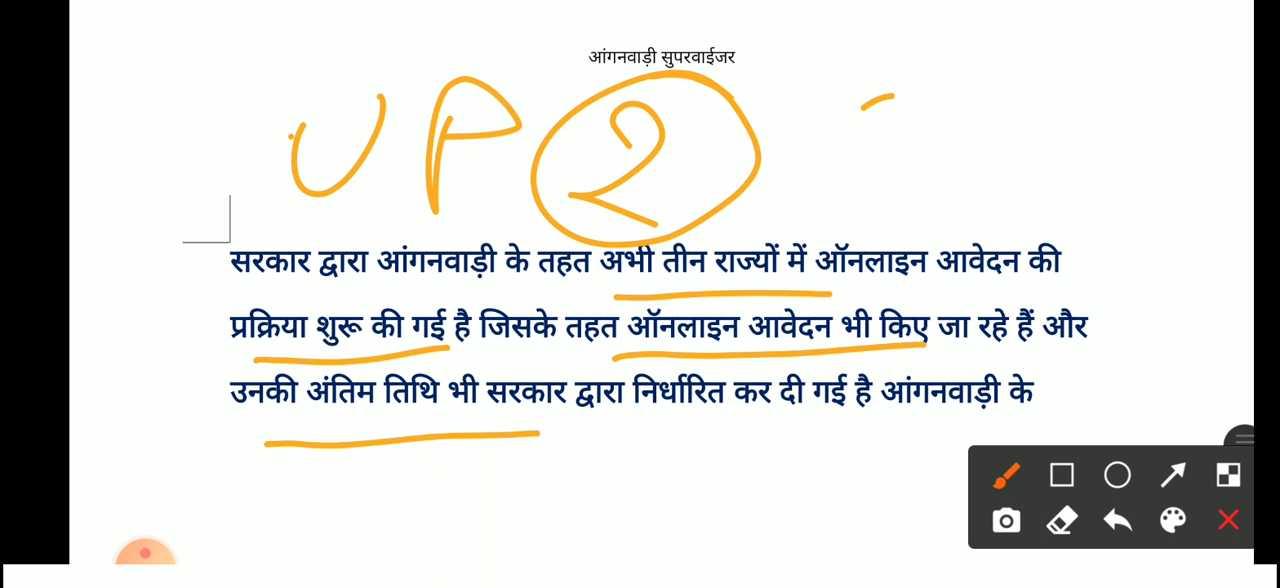 आंगनवाड़ी सुपरवाईजर
UP 2
सरकार द्वारा आंगनवाड़ी के तहत अभी तीन राज्यों में ऑनलाइन आवेदन की
प्रक्रिया शुरू की गई है जिसके तहत ऑनलाइन आवेदन भी किए जा रहे हैं और
उनकी अंतिम तिथि भी सरकार द्वारा निर्धारित कर दी गई है आंगनवाड़ी के